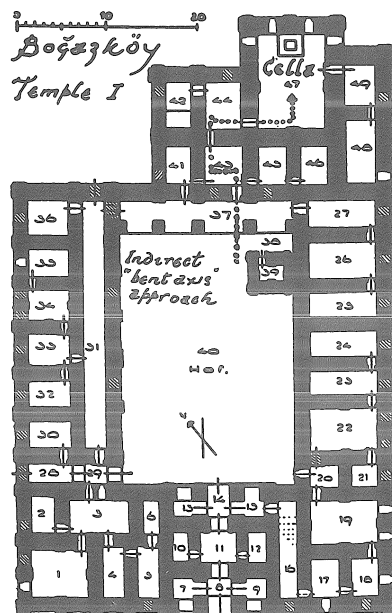 0 10 20
Boğazköy
Temple I
Cella
47
42 44 49
48
41 43 45 46
36 37 27
38
35 Indirect 26
"bent axis" 39
approach
34 25
31
33 40 24
Hof.
32 23
30 22
N
28 29 20 21
14
2 3 6 13 13 19
10 11 12
15
1 4 5 7 8 9 17 18